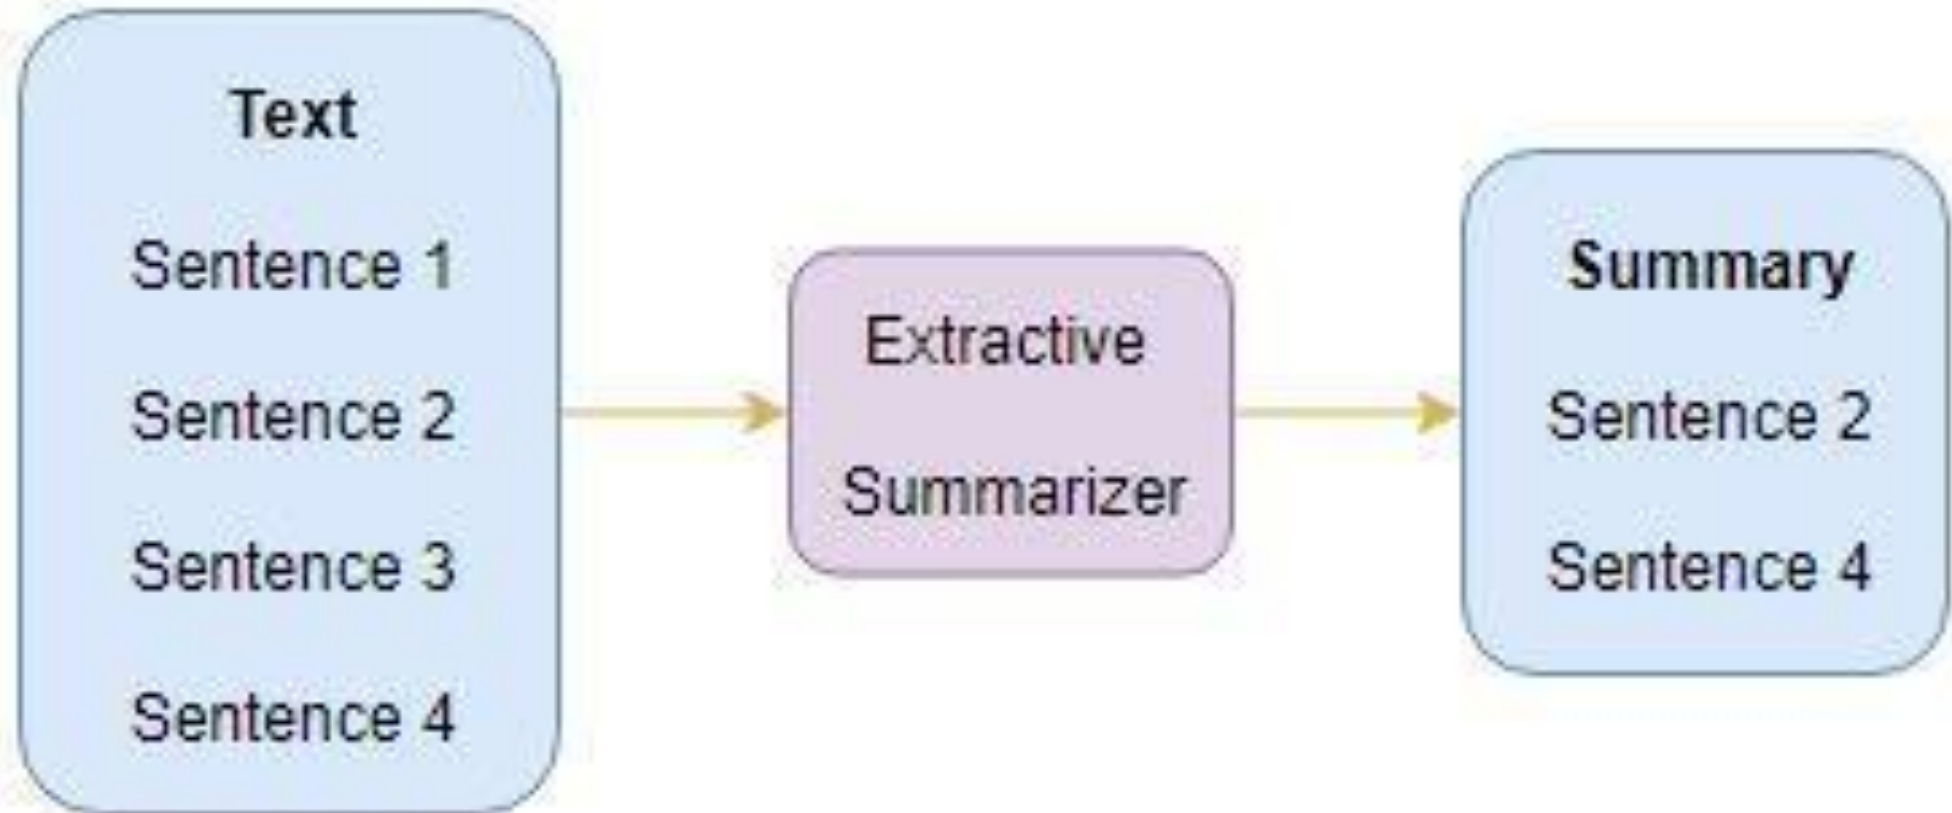 Text
Sentence 1
Sentence 2
Sentence 3
Sentence 4
Extractive
Summarizer
Summary
Sentence 2
Sentence 4